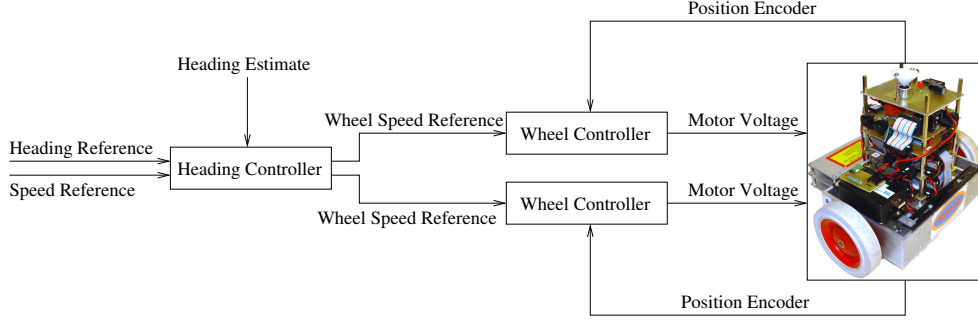 Position Encoder
Heading Estimate
Wheel Speed Reference
Wheel Controller
Motor Voltage
Heading Reference
Heading Controller
Speed Reference
Wheel Speed Reference
Wheel Controller
Motor Voltage
Position Encoder